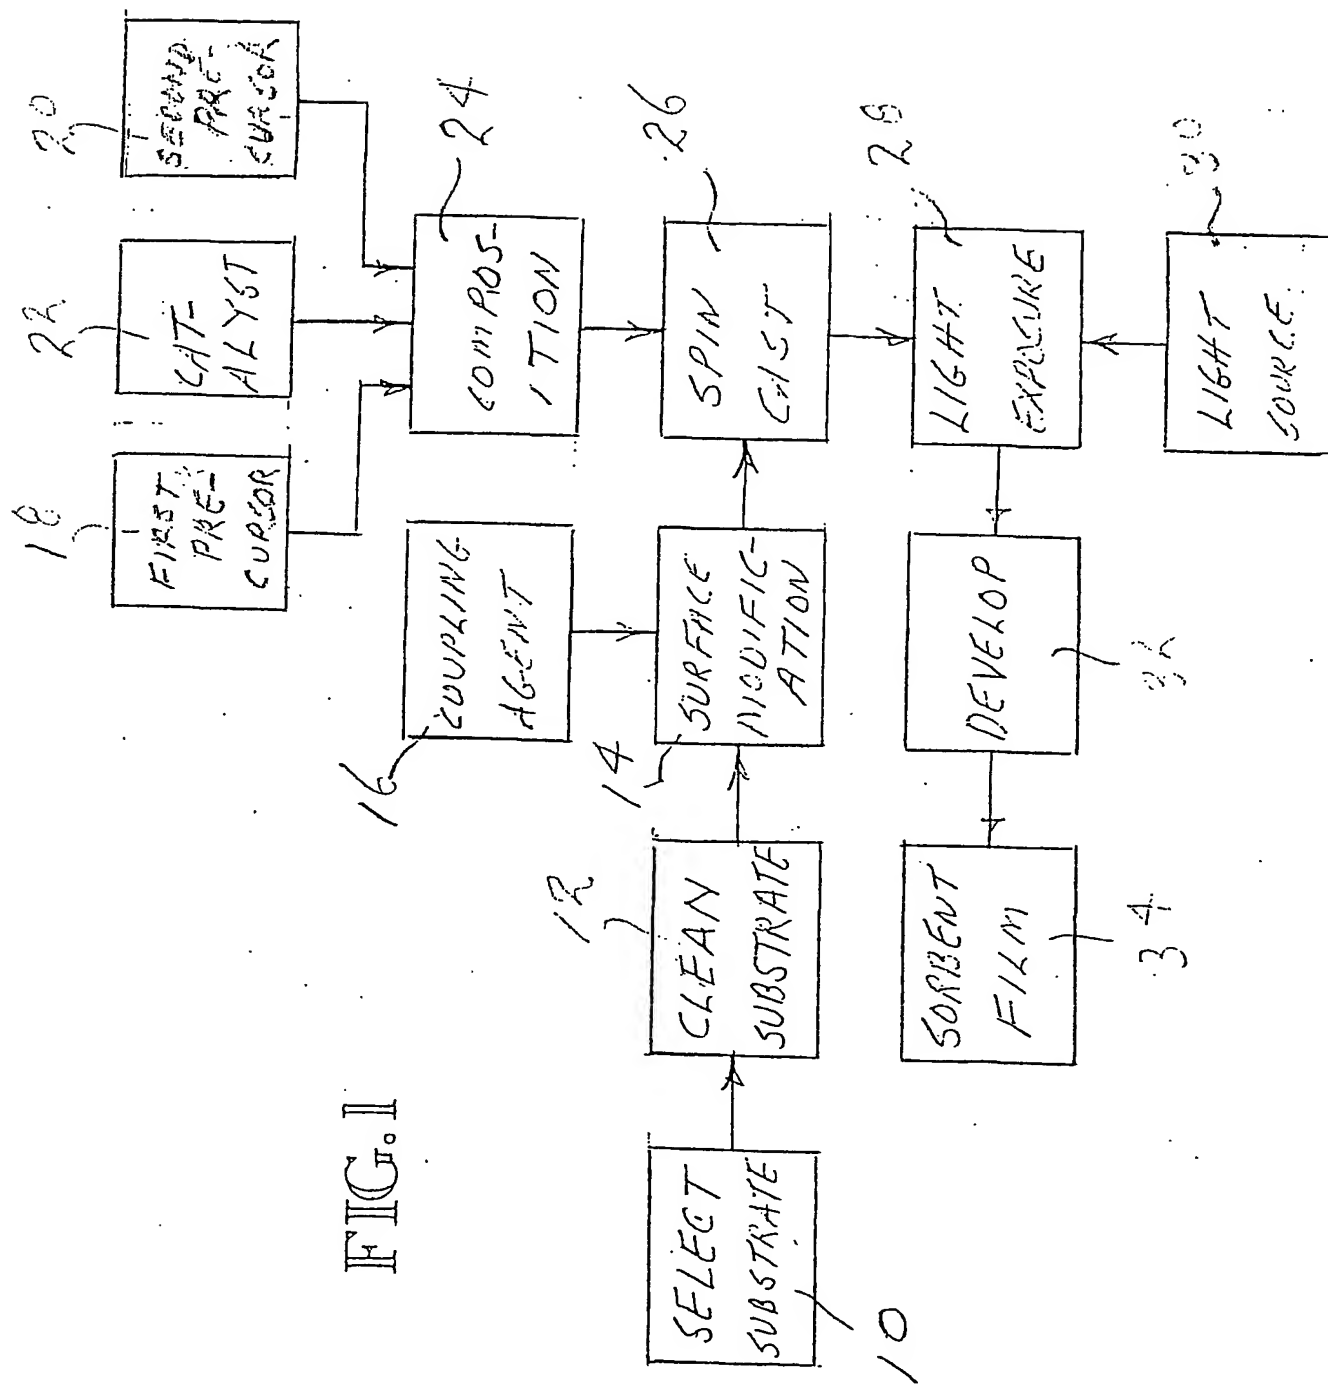 FIG.1
18
FIRST
PRE-
CURSOR
22
CAT-
ALYST
20
SECOND
PRE-
CURSOR
16
COUPLING
AGENT
24
COMPOS-
ITION
10
SELECT
SUBSTRATE
12
CLEAN
SUBSTRATE
14
SURFACE
MODIFIC-
ATION
26
SPIN
CAST
34
SORBENT
FILM
32
DEVELOP
28
LIGHT
EXPOSURE
30
LIGHT
SOURCE